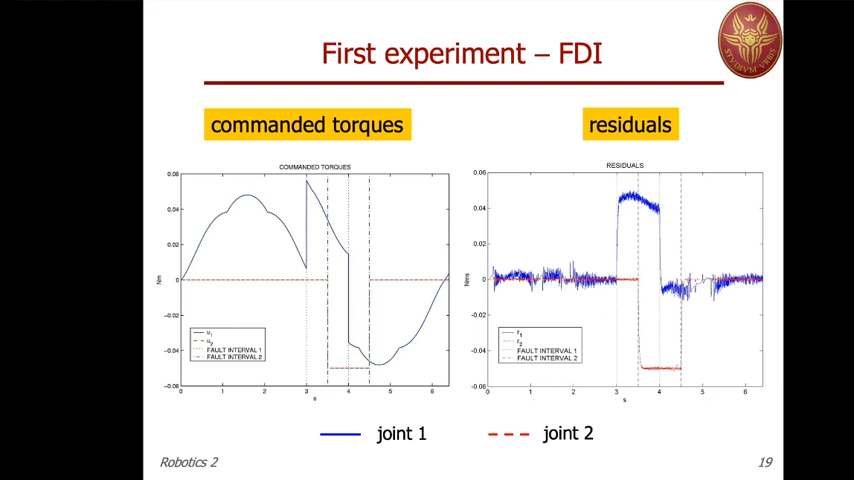 First experiment – FDI
STVDIVM VRBIS
commanded torques
residuals
COMMANDED TORQUES
0.06
0.04
0.02
0
−0.02
−0.04
−0.06
Nm
u1
u2
FAULT INTERVAL 1
FAULT INTERVAL 2
0 1 2 3 4 5 6
s
RESIDUALS
0.06
0.04
0.02
0
−0.02
−0.04
−0.06
Nms
r1
r2
FAULT INTERVAL 1
FAULT INTERVAL 2
0 1 2 3 4 5 6
s
joint 1
joint 2
Robotics 2
19